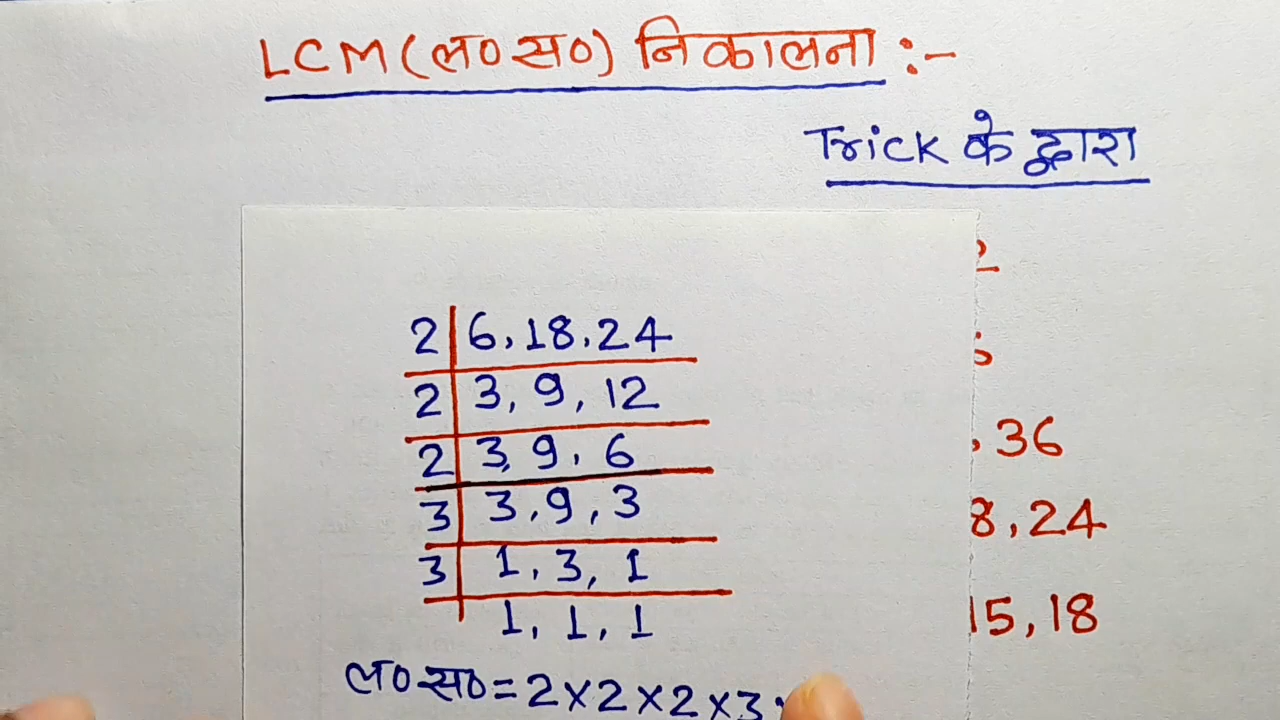 LCM (ल०स०) निकालना :-
Trick के द्वारा
2 6, 18, 24
2 3, 9, 12
2 3, 9, 6
3 3, 9, 3
3 1, 3, 1
1, 1, 1
ल०स० = 2×2×2×3
, 36
8, 24
15, 18